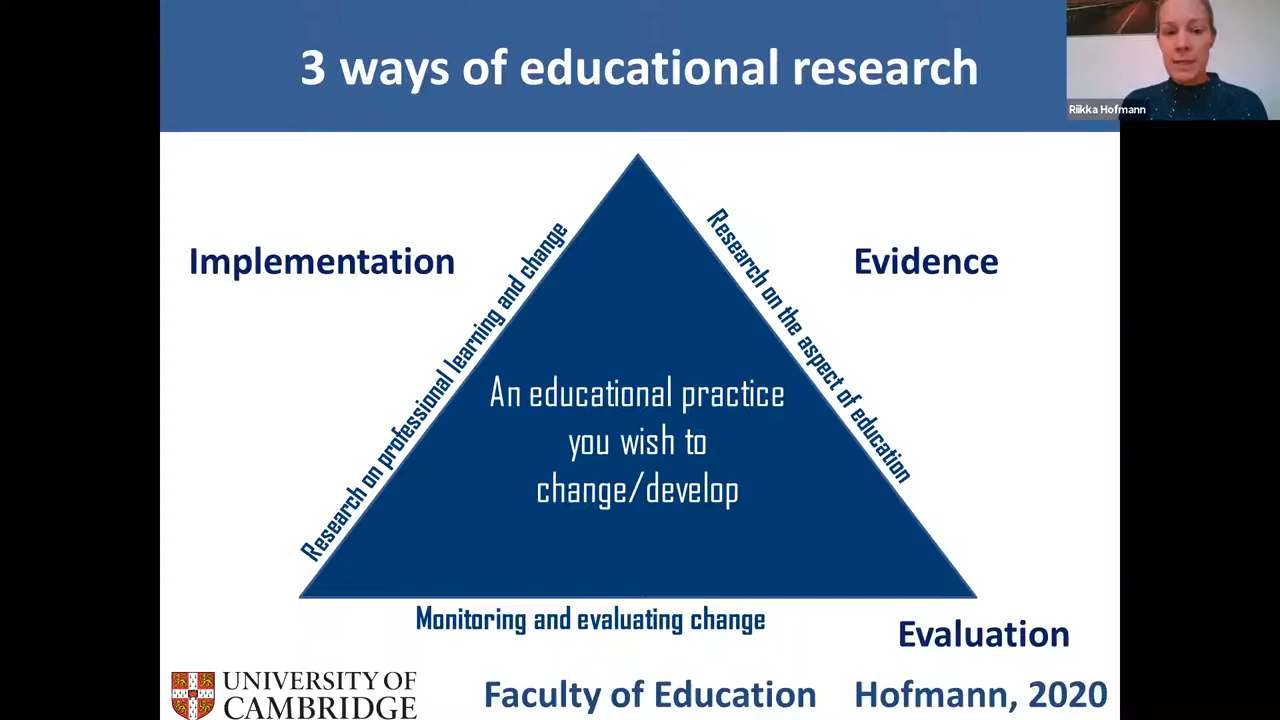 3 ways of educational research
Riikka Hofmann
Implementation
Evidence
Research on professional learning and change
Research on the aspect of education
An educational practice
you wish to
change/develop
Monitoring and evaluating change
Evaluation
UNIVERSITY OF
CAMBRIDGE
Faculty of Education
Hofmann, 2020